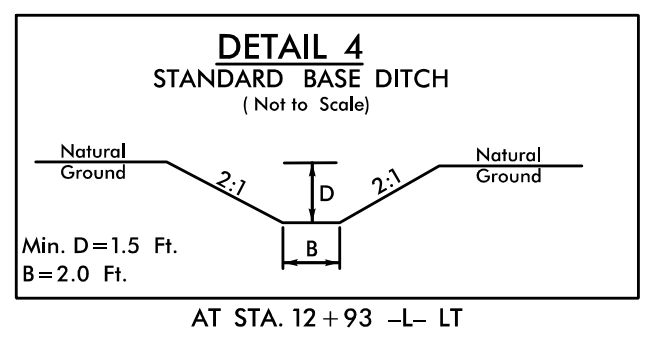 DETAIL 4
STANDARD BASE DITCH
( Not to Scale)
Natural
Ground
2:1
D
2:1
Natural
Ground
B
Min. D=1.5 Ft.
B=2.0 Ft.
AT STA. 12+93 –L– LT